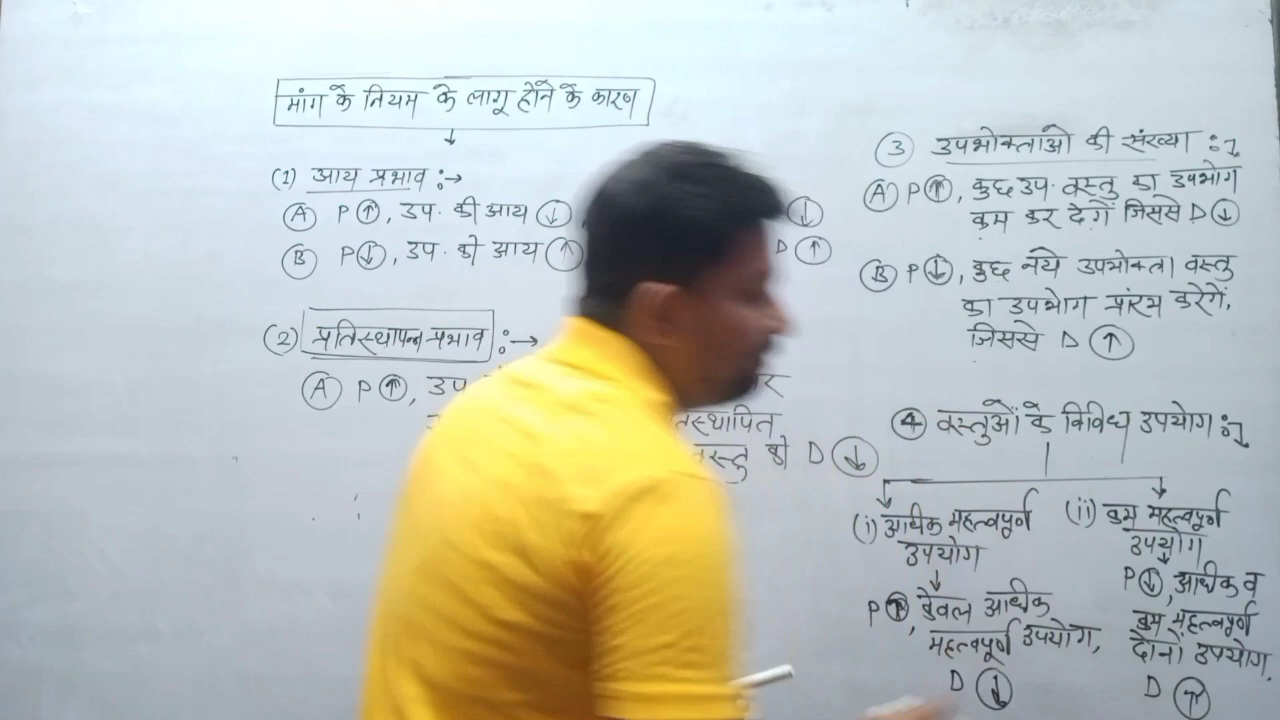 मांग के नियम के लागू होने के कारण
(1) आय प्रभाव :→
(A) P ↑, उप. की आय ↓ ↓
(B) P ↓, उप. की आय ↑ D ↑
(2) प्रतिस्थापन्न प्रभाव :→
(A) P ↑, उप
तस्थापित
वस्तु की D ↓
(3) उपभोक्ताओ की संख्या :-
(A) P ↑, कुछ उप. वस्तु का उपभोग
कम कर देगें जिससे D ↓
(B) P ↓, कुछ नये उपभोक्ता वस्तु
का उपभोग प्रारंभ करेगें,
जिससे D ↑
(4) वस्तुओं के विविध उपयोग :-
(i) अधिक महत्वपूर्ण
उपयोग
P ↑, केवल अधिक
महत्वपूर्ण उपयोग,
D ↓
(ii) कम महत्वपूर्ण
उपयोग
P ↓, अधिक व
कम महत्वपूर्ण
दोनों उपयोग,
D ↑